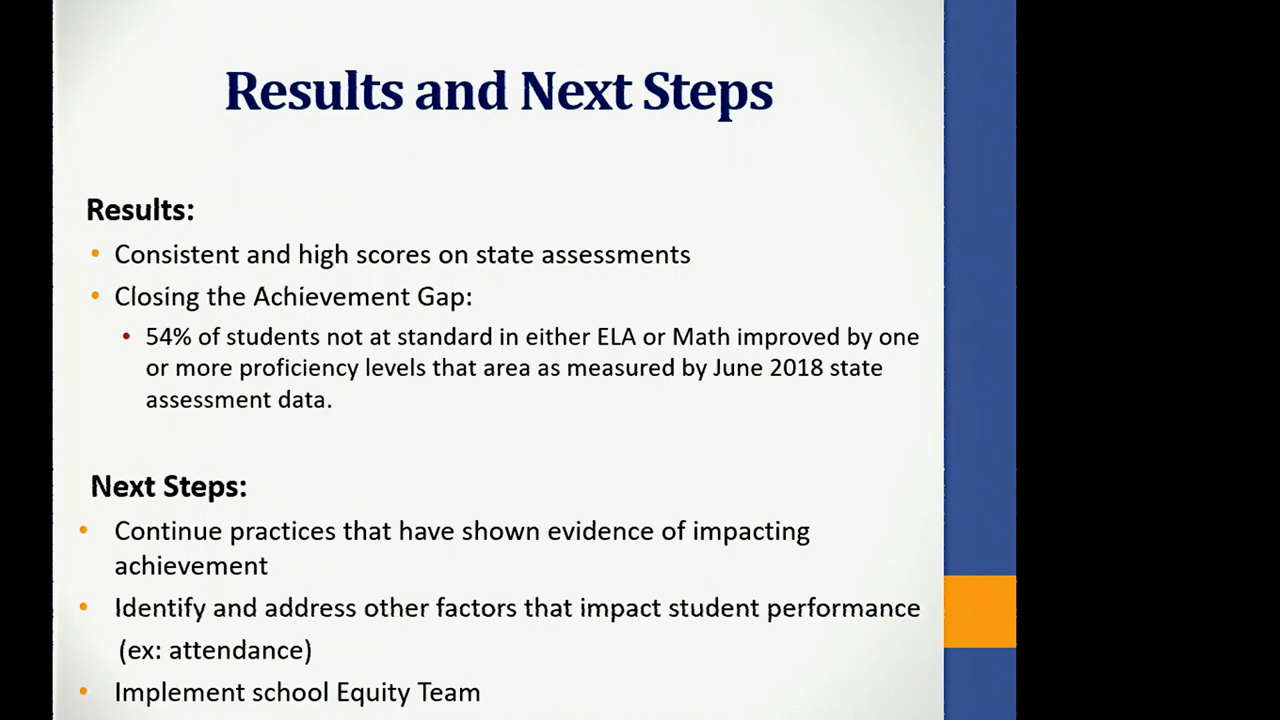 Results and Next Steps
Results:
• Consistent and high scores on state assessments
• Closing the Achievement Gap:
• 54% of students not at standard in either ELA or Math improved by one
or more proficiency levels that area as measured by June 2018 state
assessment data.
Next Steps:
• Continue practices that have shown evidence of impacting
achievement
• Identify and address other factors that impact student performance
(ex: attendance)
• Implement school Equity Team